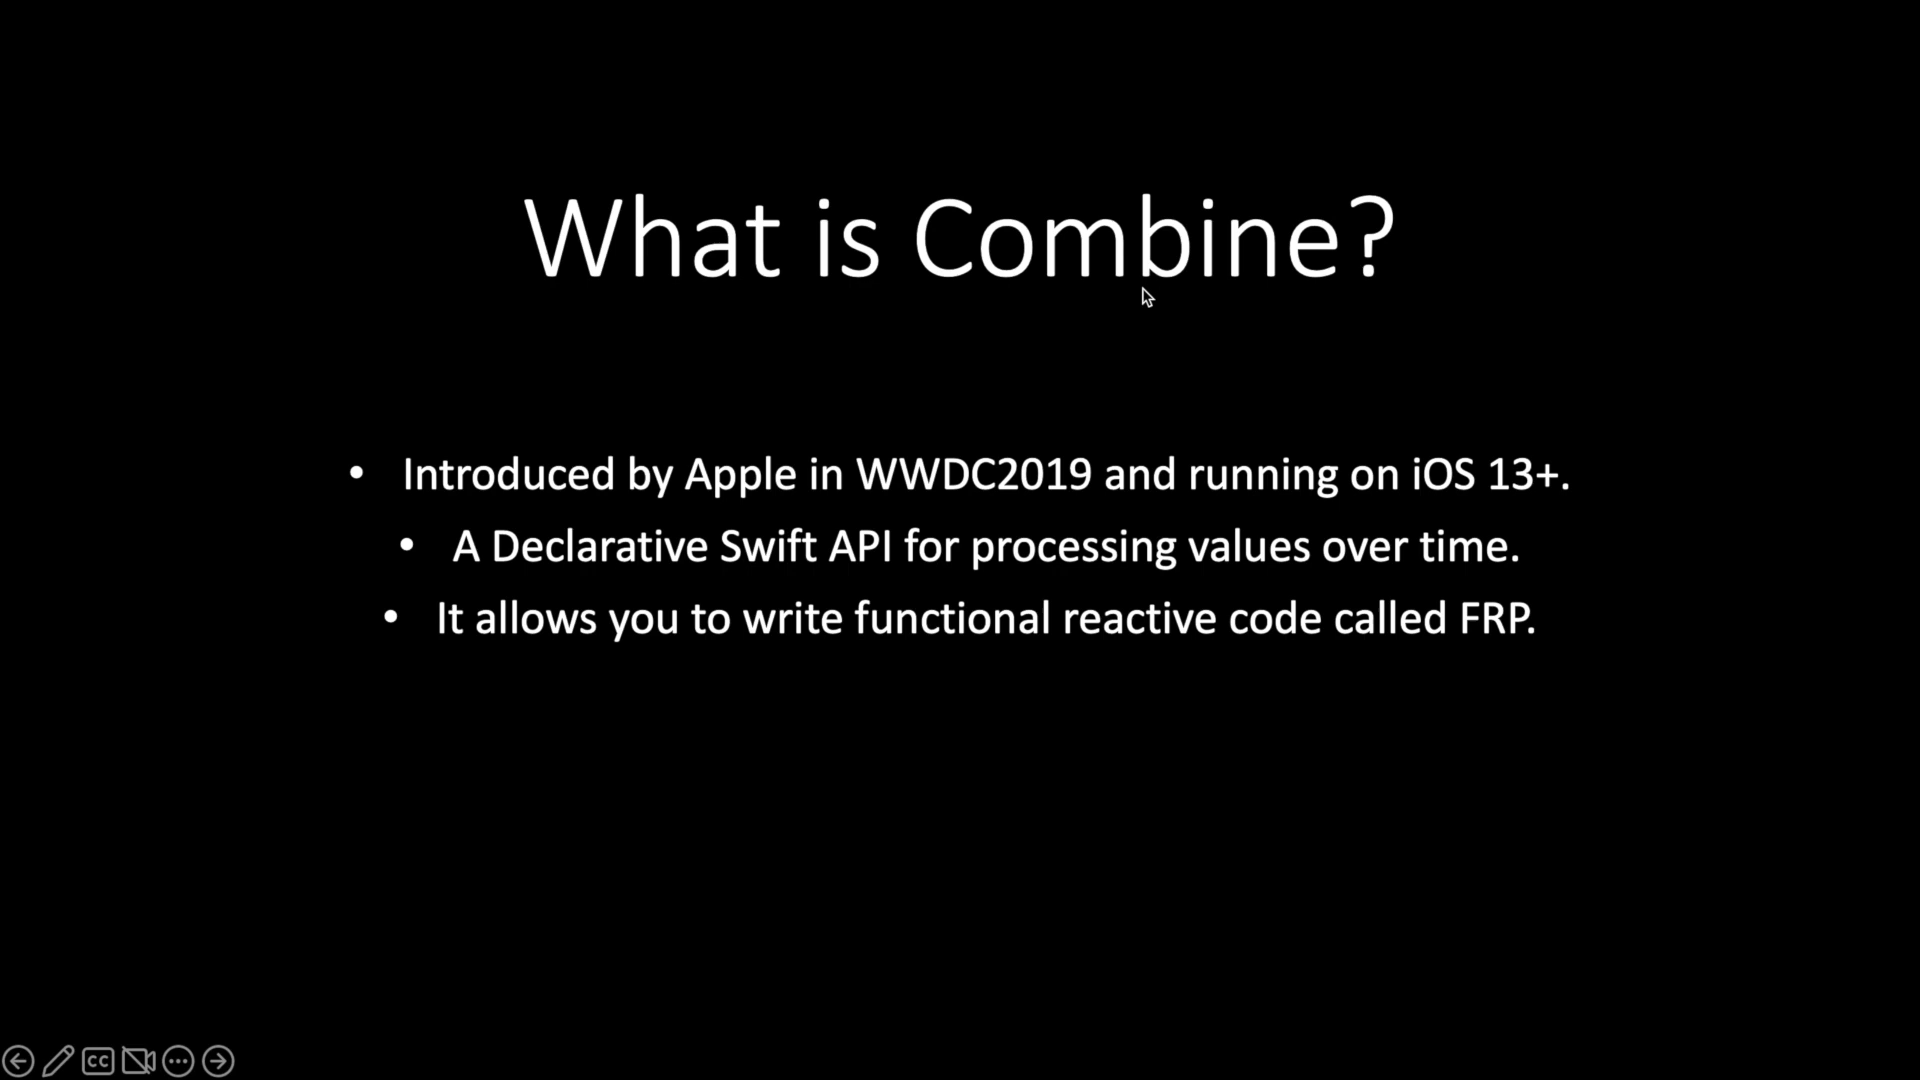 What is Combine?
• Introduced by Apple in WWDC2019 and running on iOS 13+.
• A Declarative Swift API for processing values over time.
• It allows you to write functional reactive code called FRP.
CC